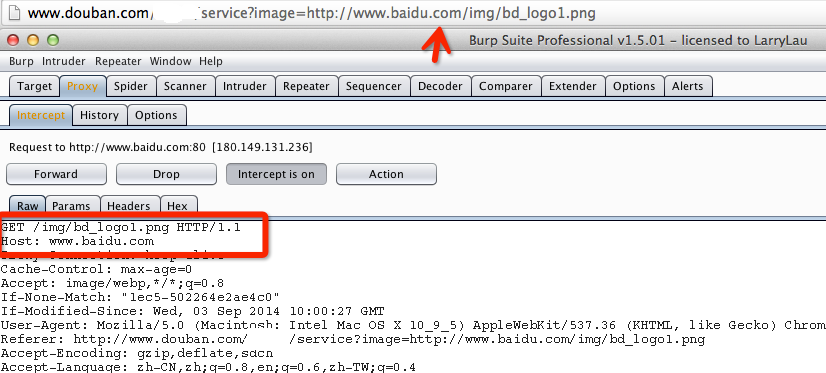 www.douban.com/ /service?image=http://www.baidu.com/img/bd_logo1.png
Burp Suite Professional v1.5.01 - licensed to LarryLau
Burp Intruder Repeater Window Help
Target Proxy Spider Scanner Intruder Repeater Sequencer Decoder Comparer Extender Options Alerts
Intercept History Options
Request to http://www.baidu.com:80 [180.149.131.236]
Forward Drop Intercept is on Action
Raw Params Headers Hex
GET /img/bd_logo1.png HTTP/1.1
Host: www.baidu.com
Proxy-Connection: keep-alive
Cache-Control: max-age=0
Accept: image/webp,*/*;q=0.8
If-None-Match: "1ec5-502264e2ae4c0"
If-Modified-Since: Wed, 03 Sep 2014 10:00:27 GMT
User-Agent: Mozilla/5.0 (Macintosh; Intel Mac OS X 10_9_5) AppleWebKit/537.36 (KHTML, like Gecko) Chrom
Referer: http://www.douban.com/ /service?image=http://www.baidu.com/img/bd_logo1.png
Accept-Encoding: gzip,deflate,sdcn
Accept-Language: zh-CN,zh;q=0.8,en;q=0.6,zh-TW;q=0.4